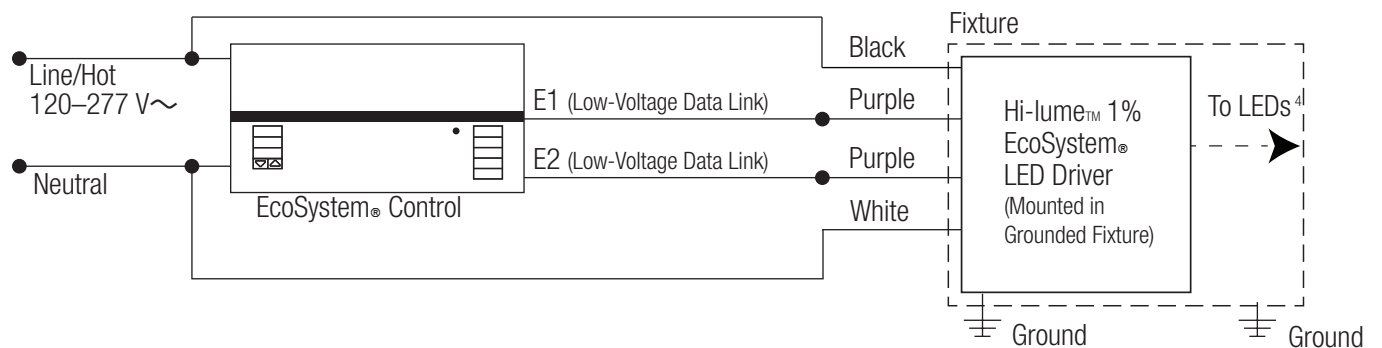 Fixture
Black
Line/Hot
120–277 V~
E1 (Low-Voltage Data Link)
Purple
E2 (Low-Voltage Data Link)
Purple
Neutral
EcoSystem® Control
White
Hi-lume™ 1%
EcoSystem®
LED Driver
(Mounted in
Grounded Fixture)
To LEDs 4
Ground
Ground